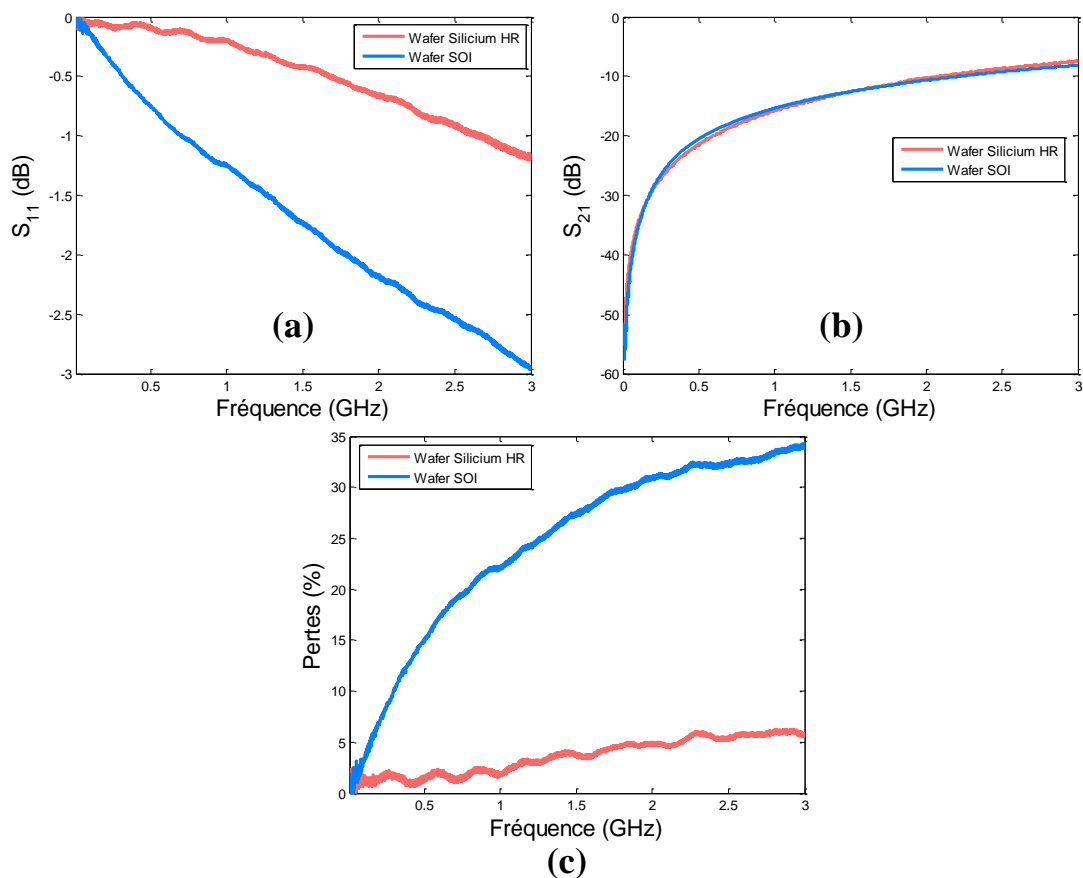 0
-0.5
-1
-1.5
-2
-2.5
-3
S11 (dB)
0.5 1 1.5 2 2.5 3
Fréquence (GHz)
Wafer Silicium HR
Wafer SOI
(a)
0
-10
-20
-30
-40
-50
-60
S21 (dB)
0 0.5 1 1.5 2 2.5 3
Fréquence (GHz)
Wafer Silicium HR
Wafer SOI
(b)
35
30
25
20
15
10
5
0
Pertes (%)
0.5 1 1.5 2 2.5 3
Fréquence (GHz)
Wafer Silicium HR
Wafer SOI
(c)